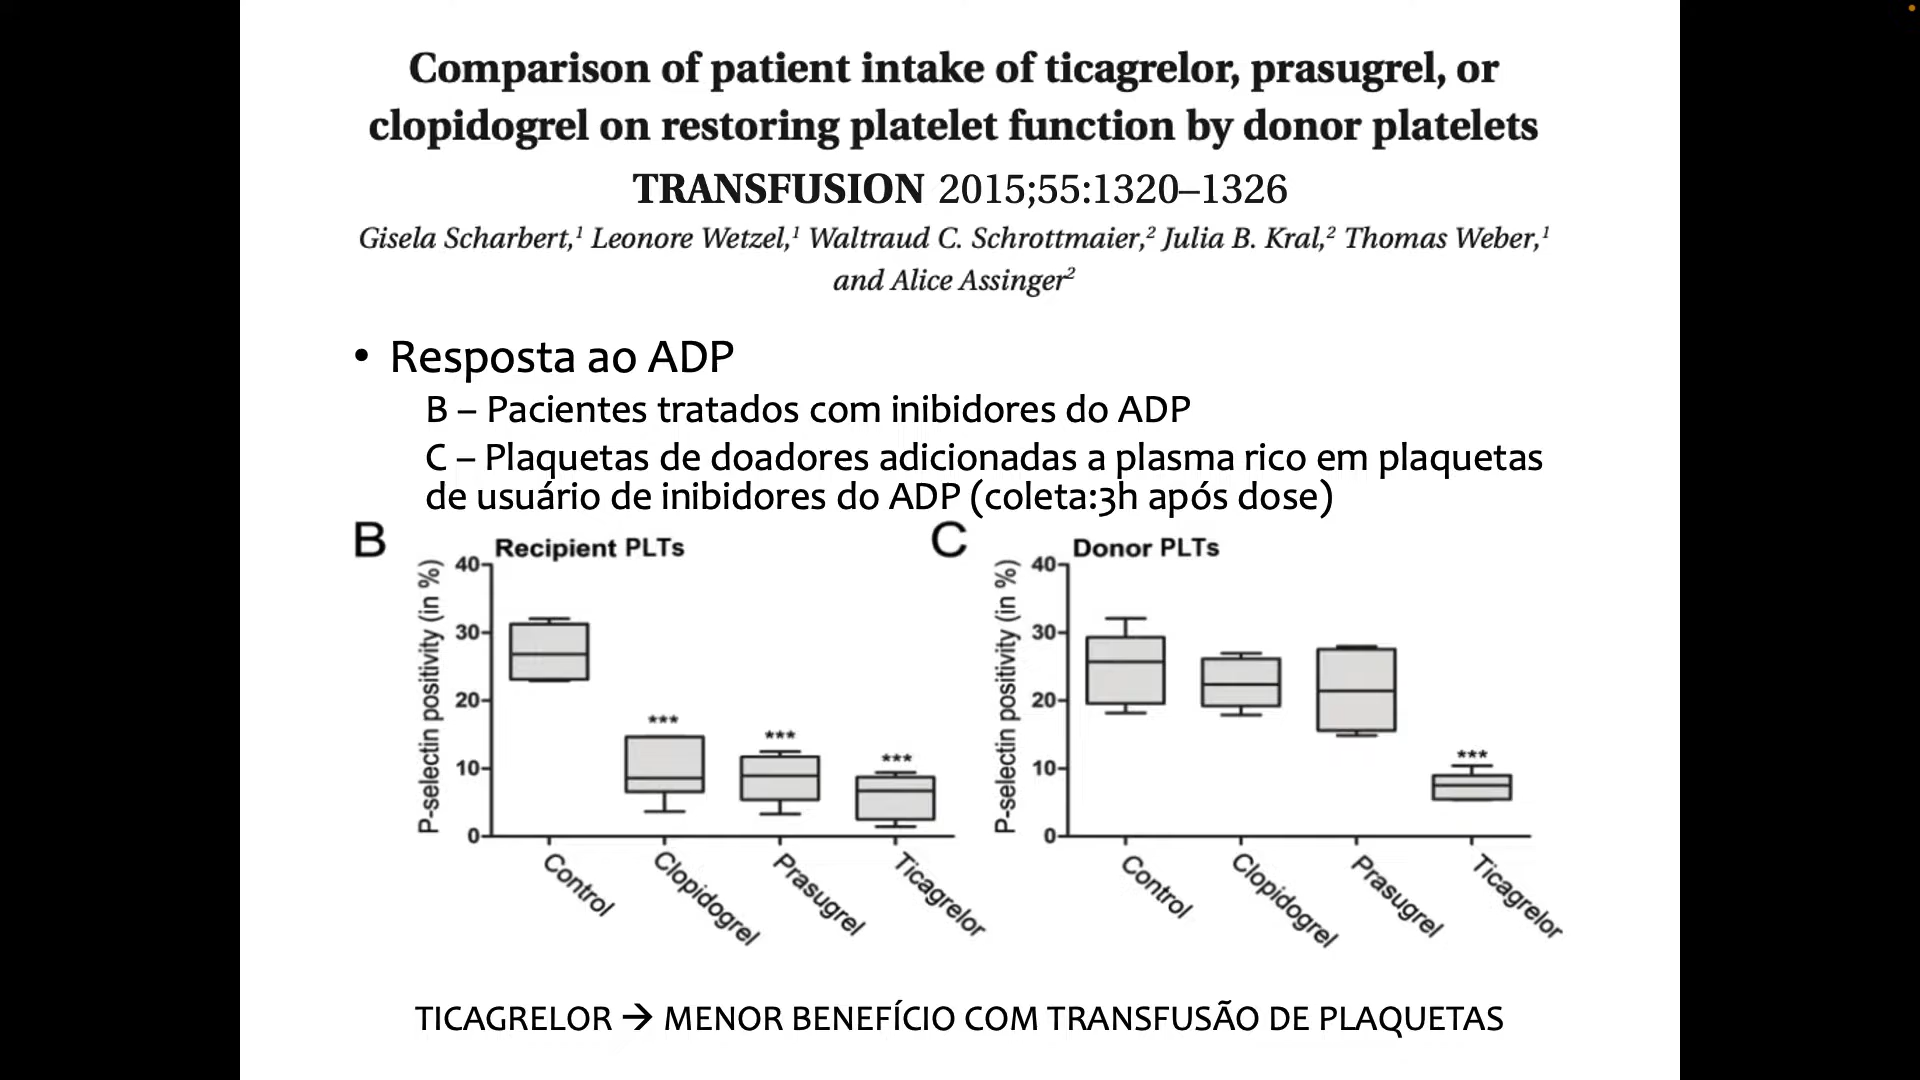 Comparison of patient intake of ticagrelor, prasugrel, or
clopidogrel on restoring platelet function by donor platelets
TRANSFUSION 2015;55:1320–1326
Gisela Scharbert,¹ Leonore Wetzel,¹ Waltraud C. Schrottmaier,² Julia B. Kral,² Thomas Weber,¹
and Alice Assinger²
• Resposta ao ADP
B – Pacientes tratados com inibidores do ADP
C – Plaquetas de doadores adicionadas a plasma rico em plaquetas
de usuário de inibidores do ADP (coleta:3h após dose)
B
Recipient PLTs
P-selectin positivity (in %)
40
30
20
10
0
***
***
***
Control
Clopidogrel
Prasugrel
Ticagrelor
C
Donor PLTs
P-selectin positivity (in %)
40
30
20
10
0
***
Control
Clopidogrel
Prasugrel
Ticagrelor
TICAGRELOR → MENOR BENEFÍCIO COM TRANSFUSÃO DE PLAQUETAS